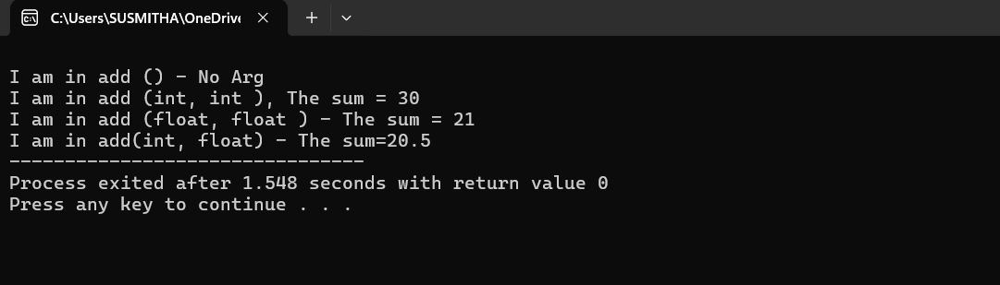 C:\Users\SUSMITHA\OneDrive
I am in add () - No Arg
I am in add (int, int ), The sum = 30
I am in add (float, float ) - The sum = 21
I am in add(int, float) - The sum=20.5
--------------------------------
Process exited after 1.548 seconds with return value 0
Press any key to continue . . .